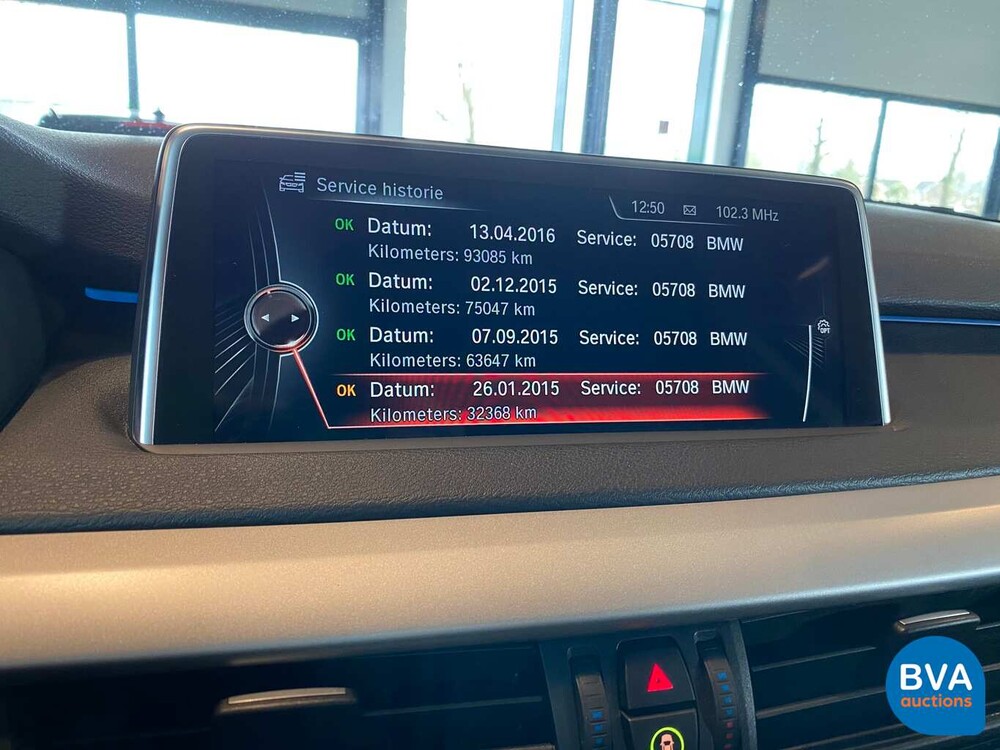 Service historie
12:50 102.3 MHz
OK Datum: 13.04.2016 Service: 05708 BMW
Kilometers: 93085 km
OK Datum: 02.12.2015 Service: 05708 BMW
Kilometers: 75047 km
OK Datum: 07.09.2015 Service: 05708 BMW
Kilometers: 63647 km
OK Datum: 26.01.2015 Service: 05708 BMW
Kilometers: 32368 km
OPT
BVA
auctions